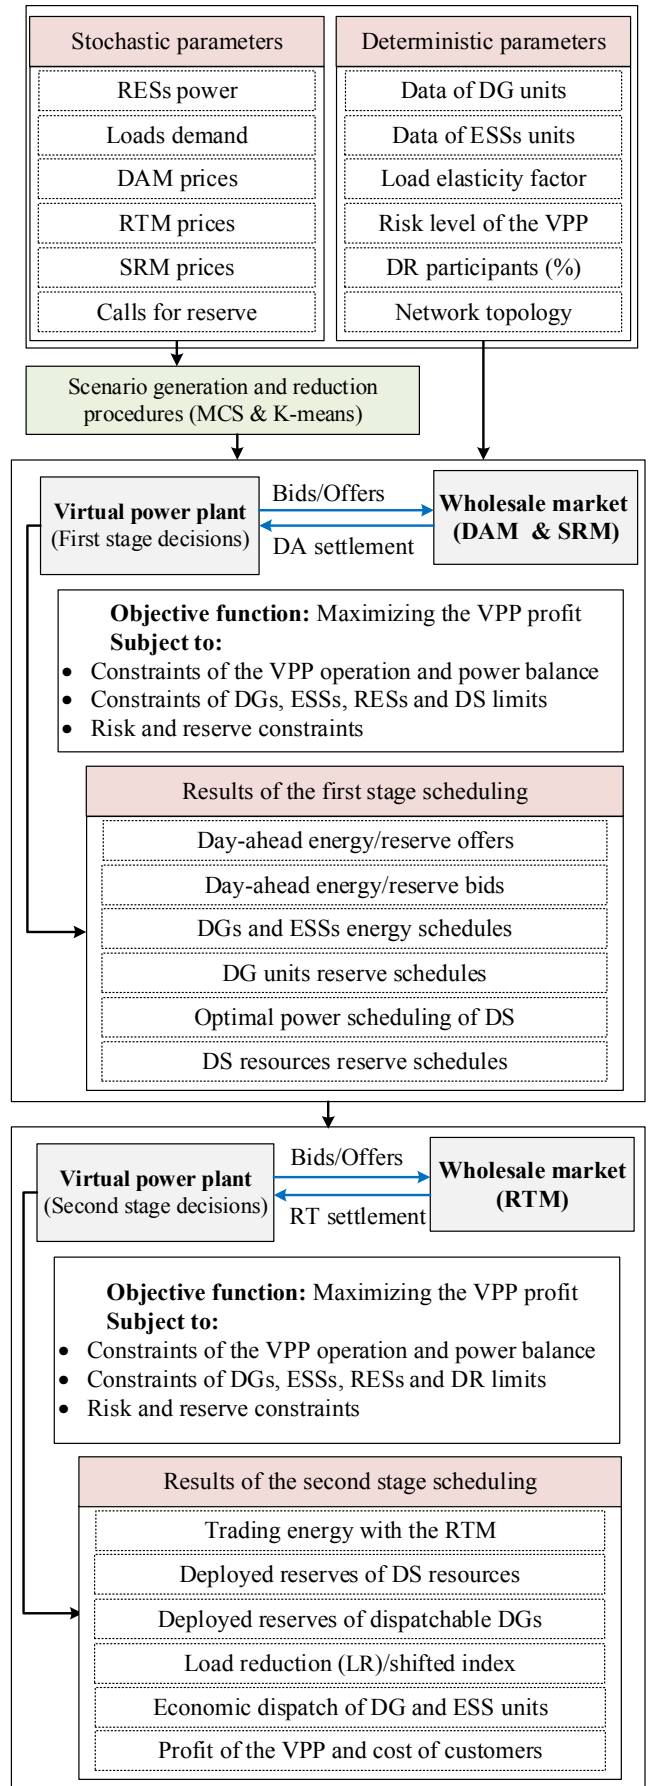 Stochastic parameters
RESs power
Loads demand
DAM prices
RTM prices
SRM prices
Calls for reserve
Deterministic parameters
Data of DG units
Data of ESSs units
Load elasticity factor
Risk level of the VPP
DR participants (%)
Network topology
Scenario generation and reduction
procedures (MCS & K-means)
Virtual power plant
(First stage decisions)
Bids/Offers
DA settlement
Wholesale market
(DAM & SRM)
Objective function: Maximizing the VPP profit
Subject to:
• Constraints of the VPP operation and power balance
• Constraints of DGs, ESSs, RESs and DS limits
• Risk and reserve constraints
Results of the first stage scheduling
Day-ahead energy/reserve offers
Day-ahead energy/reserve bids
DGs and ESSs energy schedules
DG units reserve schedules
Optimal power scheduling of DS
DS resources reserve schedules
Virtual power plant
(Second stage decisions)
Bids/Offers
RT settlement
Wholesale market
(RTM)
Objective function: Maximizing the VPP profit
Subject to:
• Constraints of the VPP operation and power balance
• Constraints of DGs, ESSs, RESs and DR limits
• Risk and reserve constraints
Results of the second stage scheduling
Trading energy with the RTM
Deployed reserves of DS resources
Deployed reserves of dispatchable DGs
Load reduction (LR)/shifted index
Economic dispatch of DG and ESS units
Profit of the VPP and cost of customers